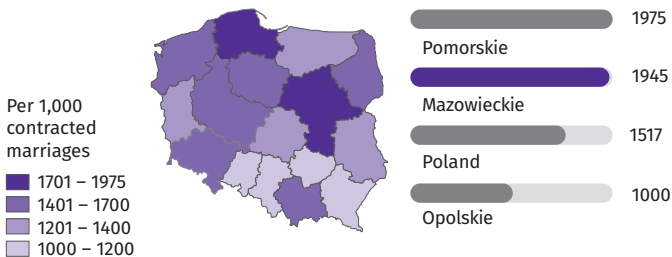 Per 1,000
contracted
marriages
1701 – 1975
1401 – 1700
1201 – 1400
1000 – 1200
1975
Pomorskie
1945
Mazowieckie
1517
Poland
1000
Opolskie